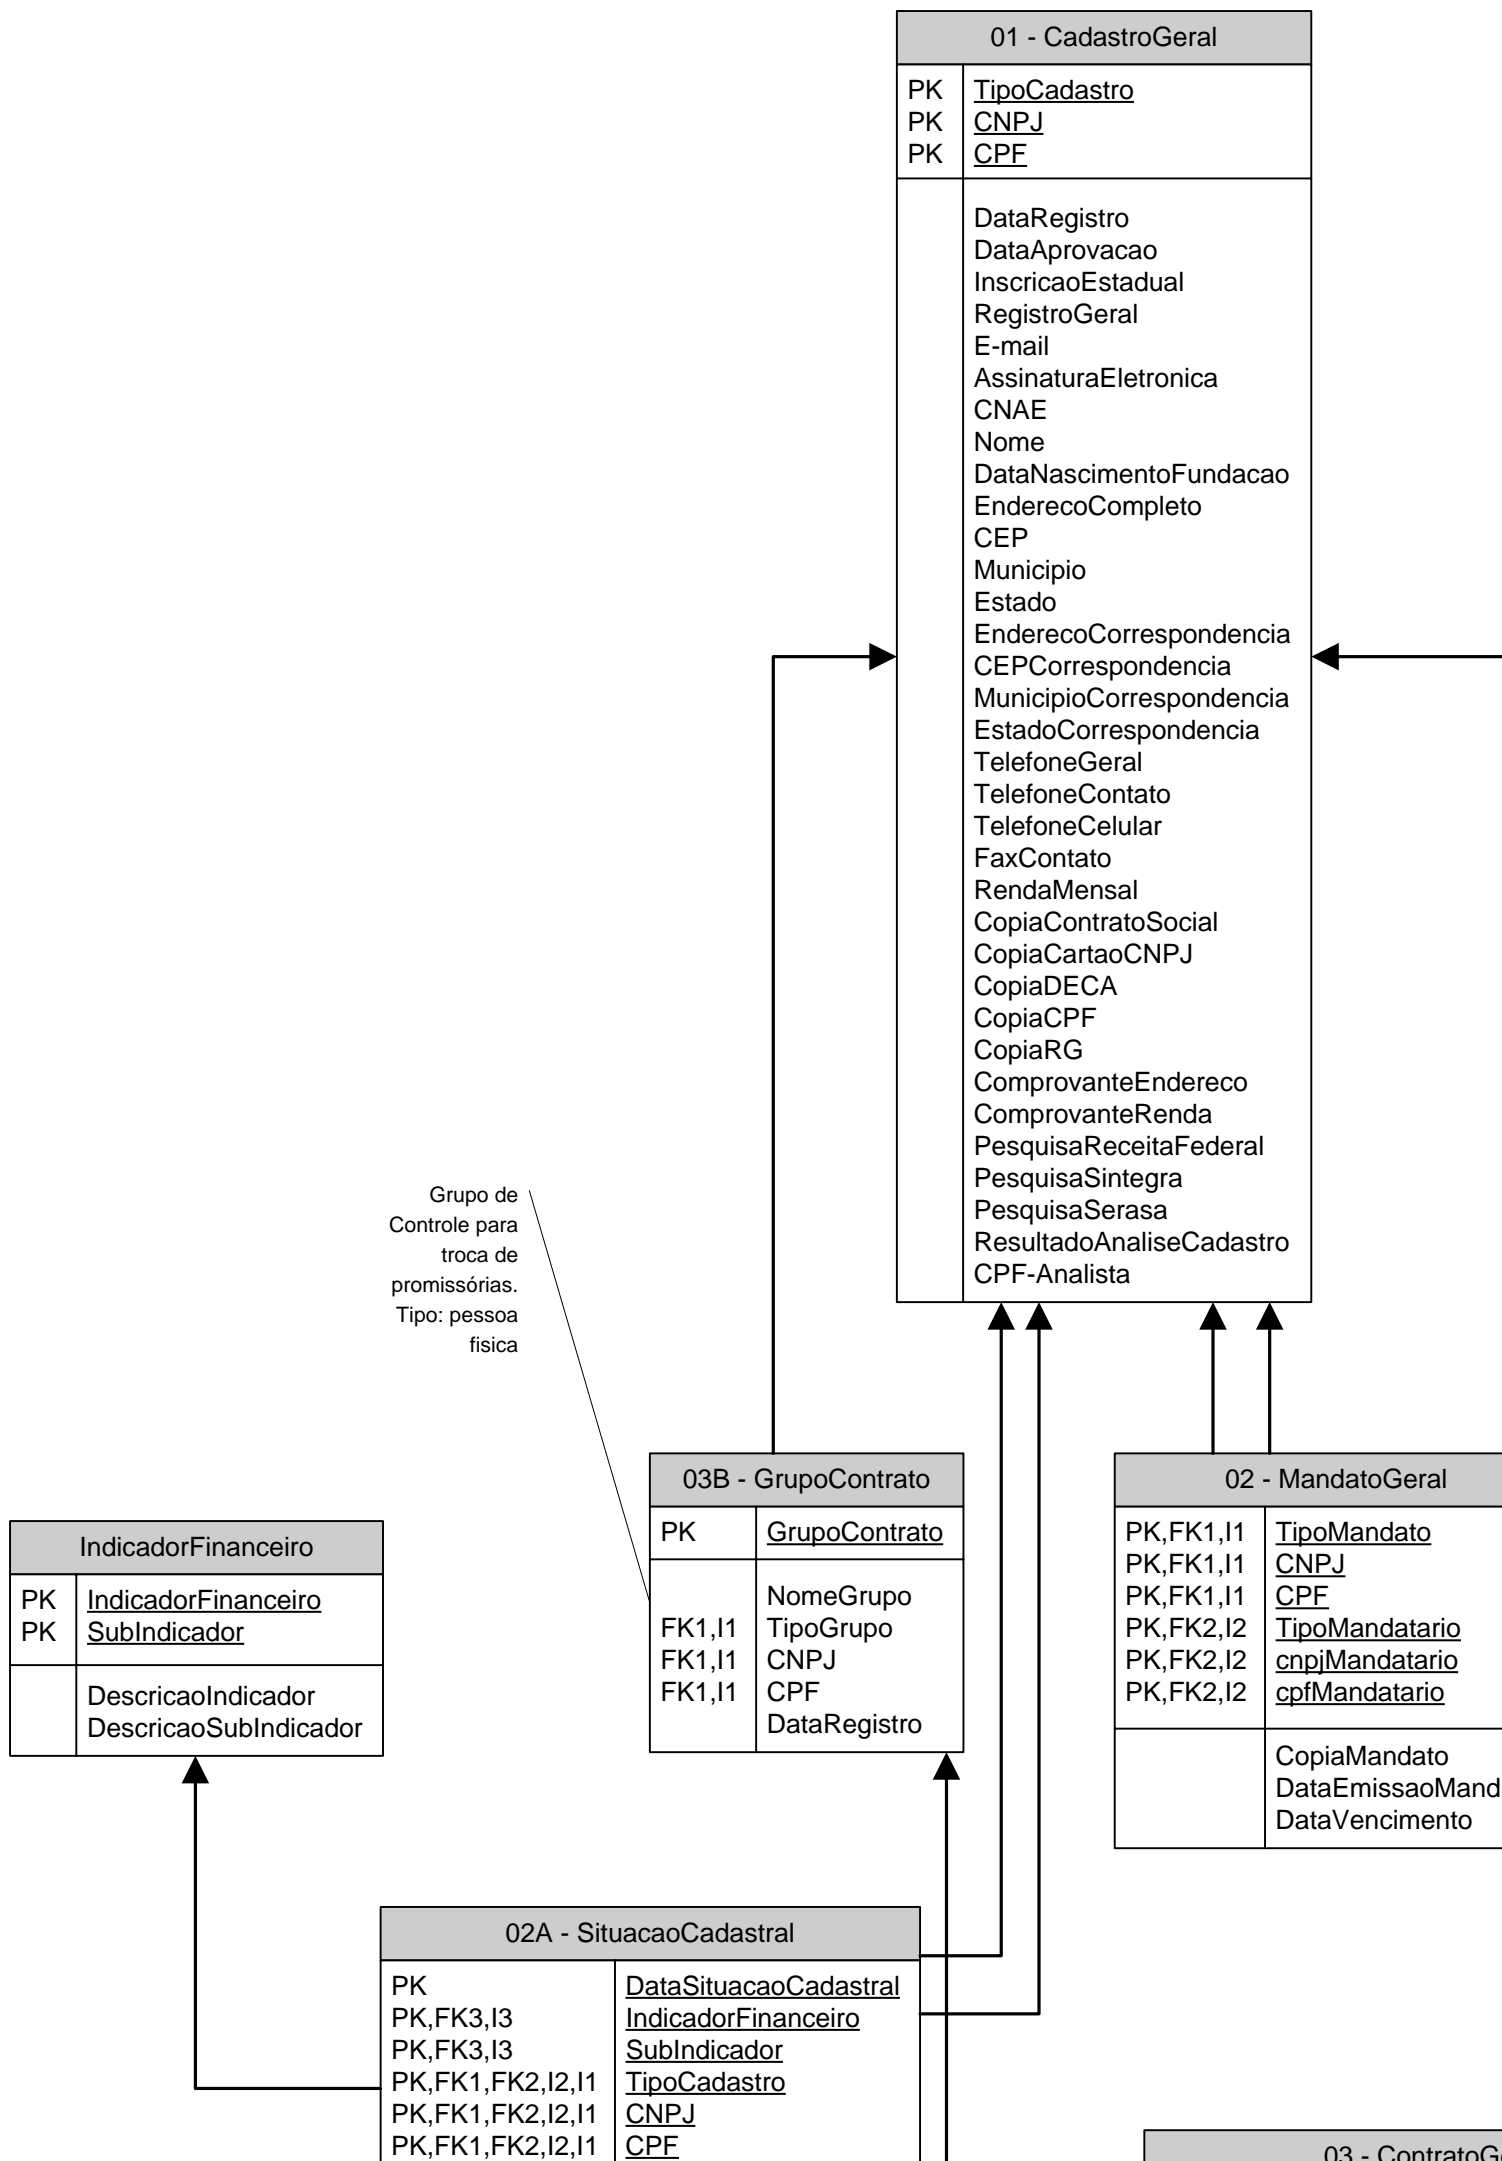 01 - CadastroGeral
PK TipoCadastro
PK CNPJ
PK CPF
DataRegistro
DataAprovacao
InscricaoEstadual
RegistroGeral
E-mail
AssinaturaEletronica
CNAE
Nome
DataNascimentoFundacao
EnderecoCompleto
CEP
Municipio
Estado
EnderecoCorrespondencia
CEPCorrespondencia
MunicipioCorrespondencia
EstadoCorrespondencia
TelefoneGeral
TelefoneContato
TelefoneCelular
FaxContato
RendaMensal
CopiaContratoSocial
CopiaCartaoCNPJ
CopiaDECA
CopiaCPF
CopiaRG
ComprovanteEndereco
ComprovanteRenda
PesquisaReceitaFederal
PesquisaSintegra
PesquisaSerasa
ResultadoAnaliseCadastro
CPF-Analista
Grupo de
Controle para
troca de
promissórias.
Tipo: pessoa
fisica
03B - GrupoContrato
PK GrupoContrato
NomeGrupo
FK1,I1 TipoGrupo
FK1,I1 CNPJ
FK1,I1 CPF
DataRegistro
02 - MandatoGeral
PK,FK1,I1 TipoMandato
PK,FK1,I1 CNPJ
PK,FK1,I1 CPF
PK,FK2,I2 TipoMandatario
PK,FK2,I2 cnpjMandatario
PK,FK2,I2 cpfMandatario
CopiaMandato
DataEmissaoMand
DataVencimento
IndicadorFinanceiro
PK IndicadorFinanceiro
PK SubIndicador
DescricaoIndicador
DescricaoSubIndicador
02A - SituacaoCadastral
PK DataSituacaoCadastral
PK,FK3,I3 IndicadorFinanceiro
PK,FK3,I3 SubIndicador
PK,FK1,FK2,I2,I1 TipoCadastro
PK,FK1,FK2,I2,I1 CNPJ
PK,FK1,FK2,I2,I1 CPF
03 - ContratoG